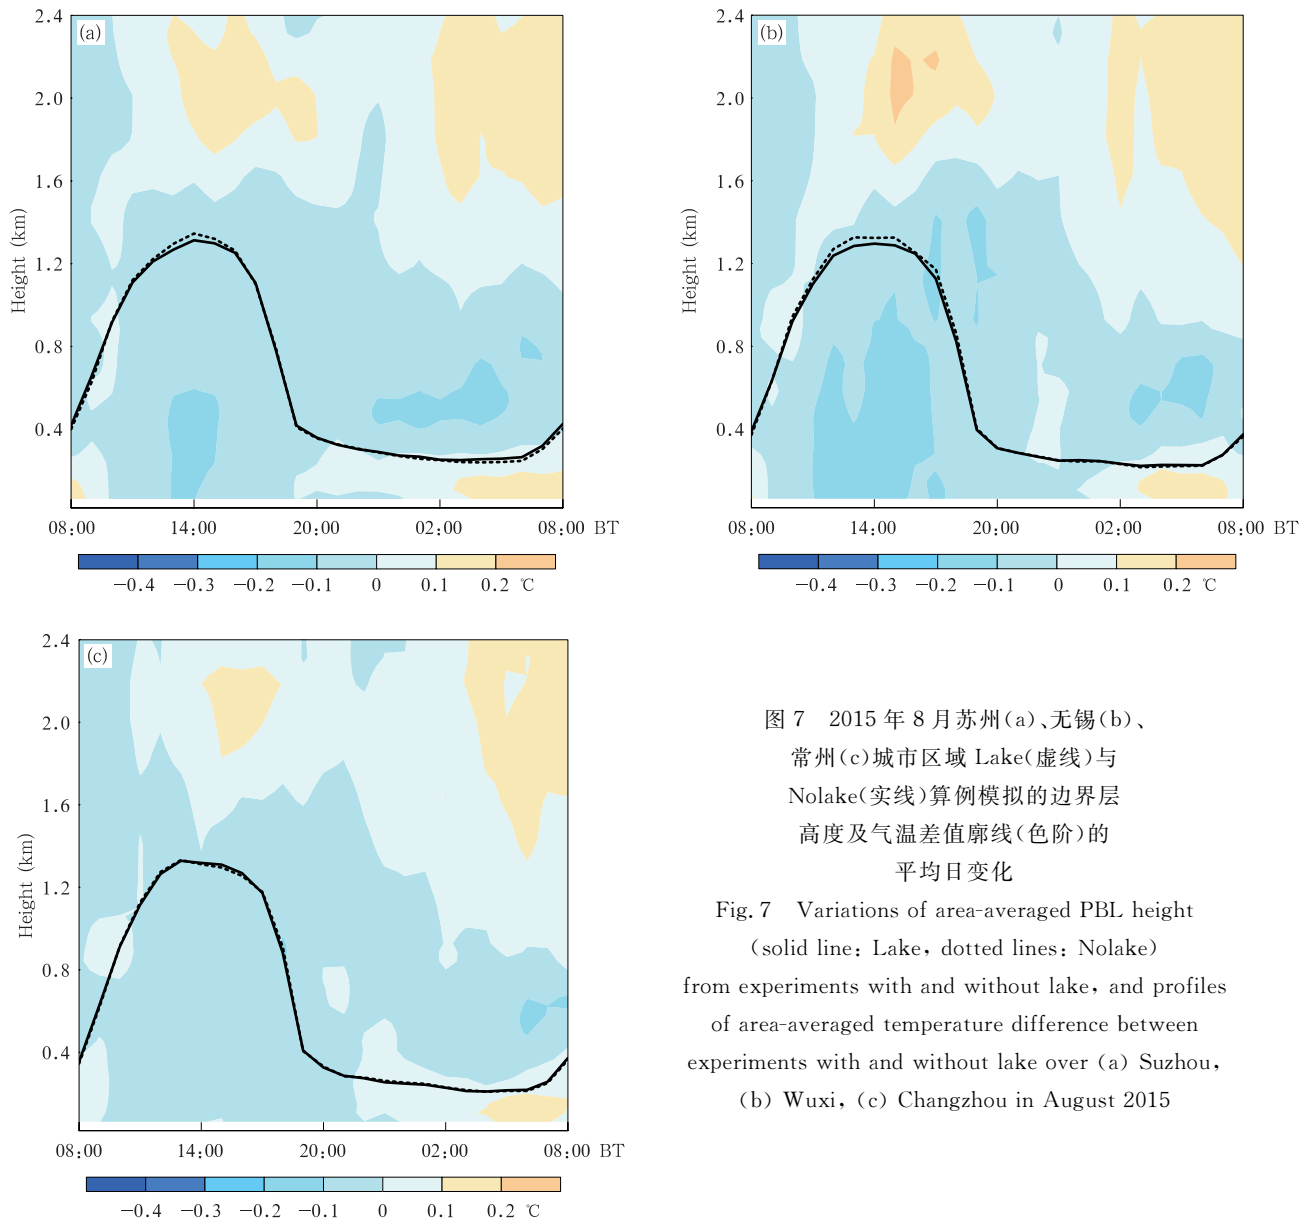 2.4
(a)
2.0
1.6
1.2
0.8
0.4
Height (km)
08:00 14:00 20:00 02:00 08:00 BT
−0.4 −0.3 −0.2 −0.1 0 0.1 0.2 ℃
2.4
(b)
2.0
1.6
1.2
0.8
0.4
Height (km)
08:00 14:00 20:00 02:00 08:00 BT
−0.4 −0.3 −0.2 −0.1 0 0.1 0.2 ℃
2.4
(c)
2.0
1.6
1.2
0.8
0.4
Height (km)
08:00 14:00 20:00 02:00 08:00 BT
−0.4 −0.3 −0.2 −0.1 0 0.1 0.2 ℃
图 7 2015 年 8 月苏州(a)、无锡(b)、
常州(c)城市区域 Lake(虚线)与
Nolake(实线)算例模拟的边界层
高度及气温差值廓线(色阶)的
平均日变化
Fig. 7 Variations of area-averaged PBL height
(solid line: Lake, dotted lines: Nolake)
from experiments with and without lake, and profiles
of area-averaged temperature difference between
experiments with and without lake over (a) Suzhou,
(b) Wuxi, (c) Changzhou in August 2015